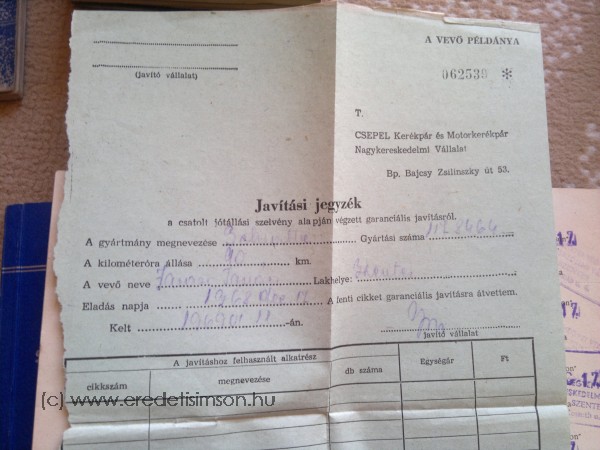 A VEVŐ PÉLDÁNYA
062539 *
(javító vállalat)
T.
CSEPEL Kerékpár és Motorkerékpár
Nagykereskedelmi Vállalat
Bp. Bajcsy Zsilinszky út 53.
Javítási jegyzék
a csatolt jótállási szelvény alapján végzett garanciális javításról.
A gyártmány megnevezése Gyártási száma
A kilométeróra állása 90 km.
A vevő neve János Lakhelye: Szentes
Eladás napja A fenti cikket garanciális javításra átvettem.
Kelt -án.
javító vállalat
A javításhoz felhasznált alkatrész
cikkszám megnevezése db száma Egységár Ft
(c) www.eredetisimson.hu